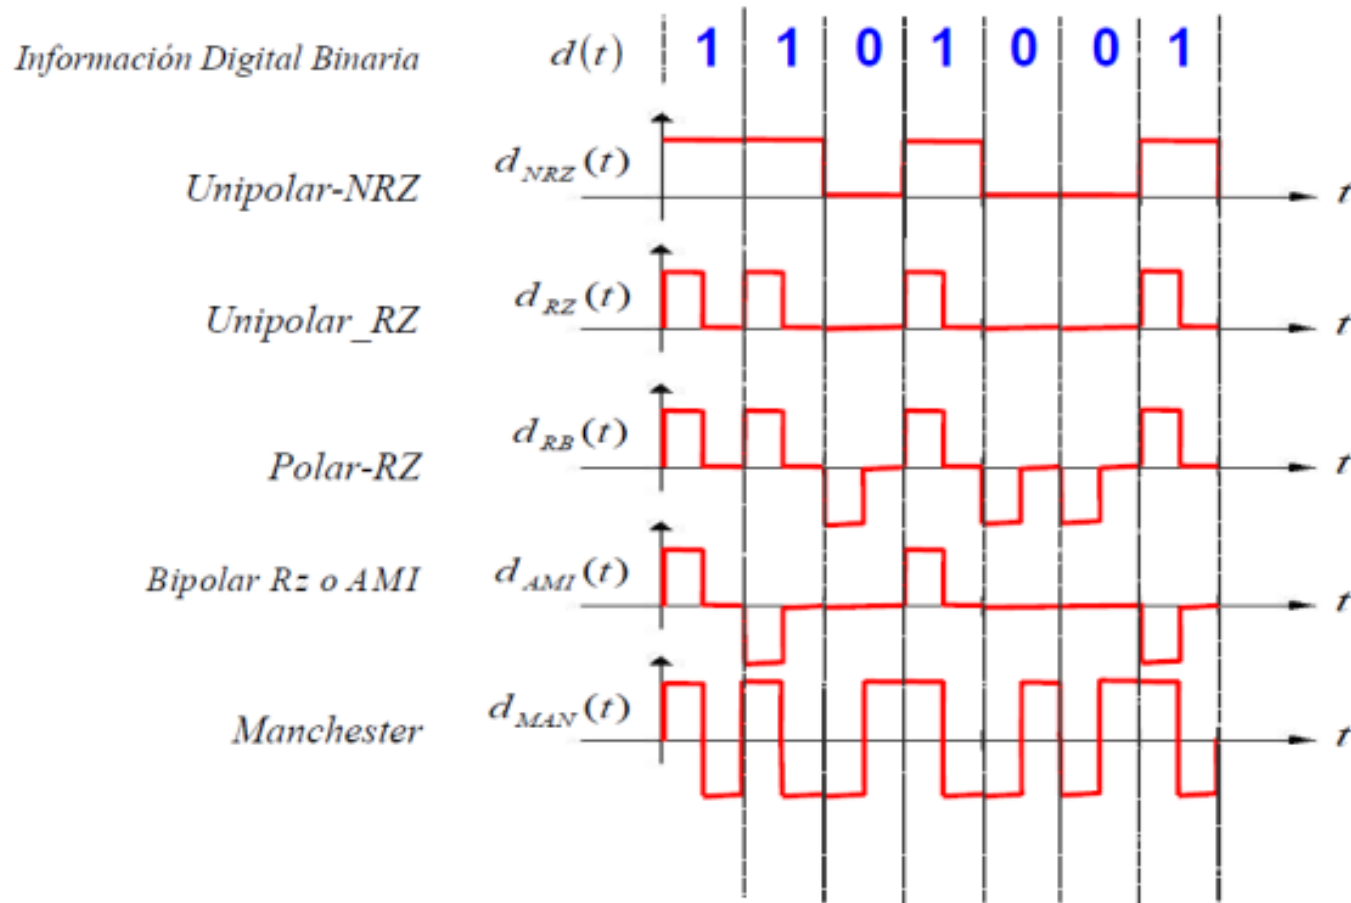 Información Digital Binaria d(t) 1 1 0 1 0 0 1
Unipolar-NRZ d_NRZ(t) t
Unipolar_RZ d_RZ(t) t
Polar-RZ d_RB(t) t
Bipolar Rz o AMI d_AMI(t) t
Manchester d_MAN(t) t